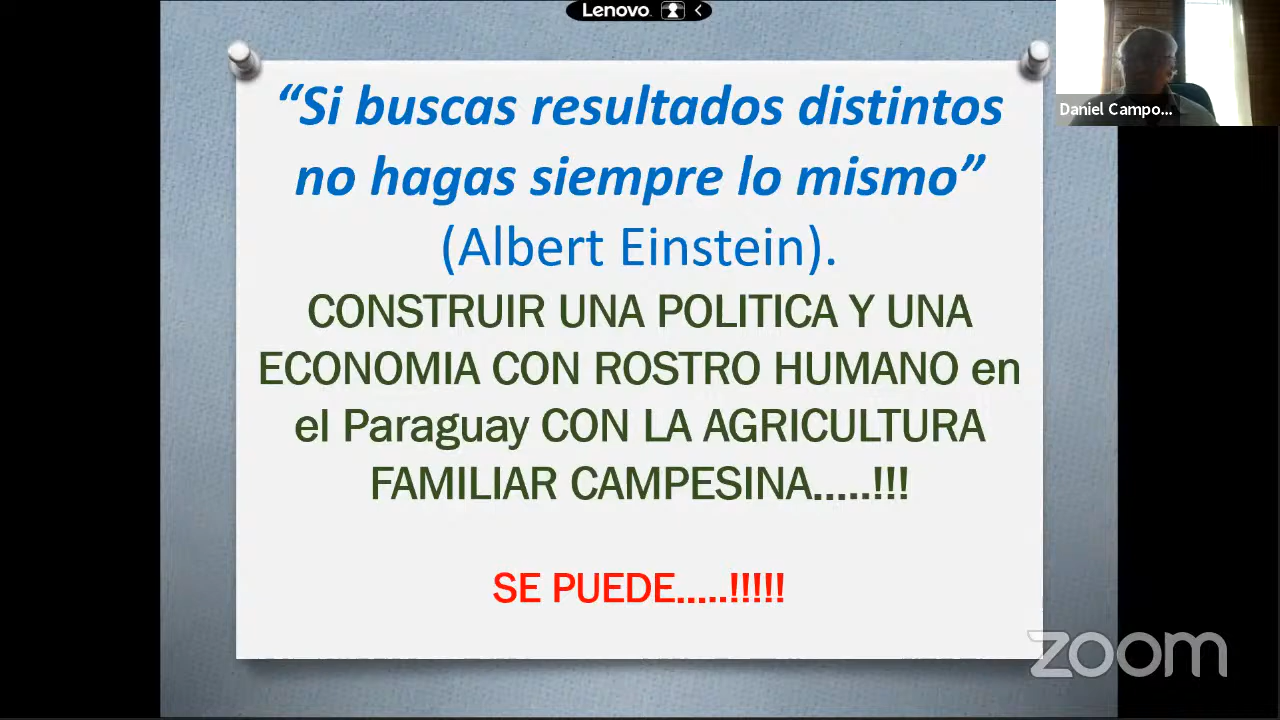 Lenovo
Daniel Campo...
“Si buscas resultados distintos
no hagas siempre lo mismo”
(Albert Einstein).
CONSTRUIR UNA POLITICA Y UNA
ECONOMIA CON ROSTRO HUMANO en
el Paraguay CON LA AGRICULTURA
FAMILIAR CAMPESINA.....!!!
SE PUEDE.....!!!!!
zoom